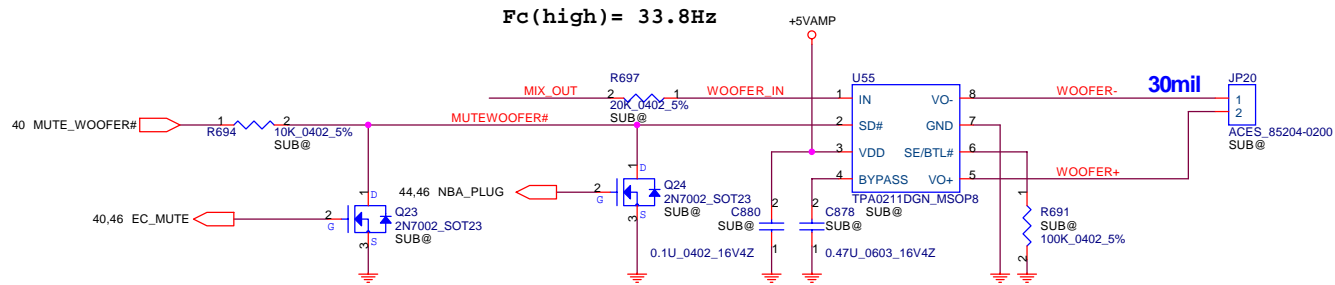 Fc(high)= 33.8Hz
+5VAMP
R697
U55
30mil
JP20
MIX_OUT
2
1
WOOFER_IN
1
IN
VO-
8
WOOFER-
1
20K_0402_5%
SUB@
2
40 MUTE_WOOFER#
1
2
MUTEWOOFER#
2
SD#
GND
7
ACES_85204-0200
R694
10K_0402_5%
SUB@
SUB@
3
VDD
SE/BTL#
6
1
D
1
D
44,46 NBA_PLUG
2
G
Q24
4
BYPASS
VO+
5
WOOFER+
2N7002_SOT23
SUB@
TPA0211DGN_MSOP8
SUB@
3
S
40,46 EC_MUTE
2
G
Q23
2N7002_SOT23
SUB@
3
S
2
C880
SUB@
1
2
C878
SUB@
1
1
R691
100K_0402_5%
SUB@
2
0.1U_0402_16V4Z
0.47U_0603_16V4Z